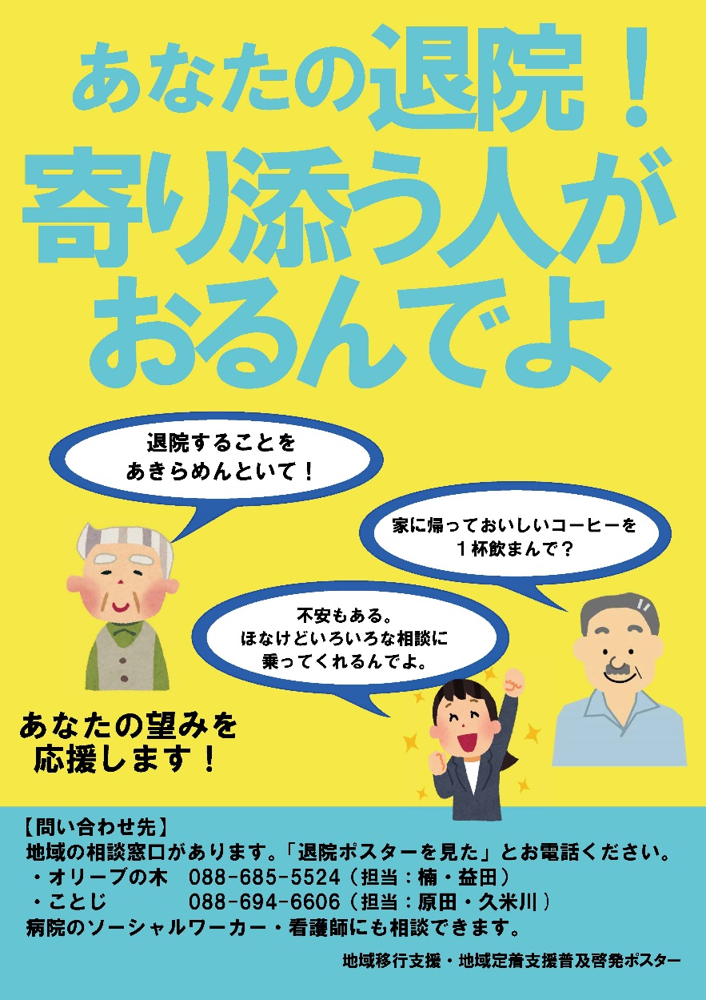 あなたの退院！
寄り添う人が
おるんでよ
退院することを
あきらめんといて！
家に帰っておいしいコーヒーを
１杯飲まんで？
不安もある。
ほなけどいろいろな相談に
乗ってくれるんでよ。
あなたの望みを
応援します！
【問い合わせ先】
地域の相談窓口があります。「退院ポスターを見た」とお電話ください。
・オリーブの木　088-685-5524（担当：楠・益田）
・ことじ　088-694-6606（担当：原田・久米川）
病院のソーシャルワーカー・看護師にも相談できます。
地域移行支援・地域定着支援普及啓発ポスター